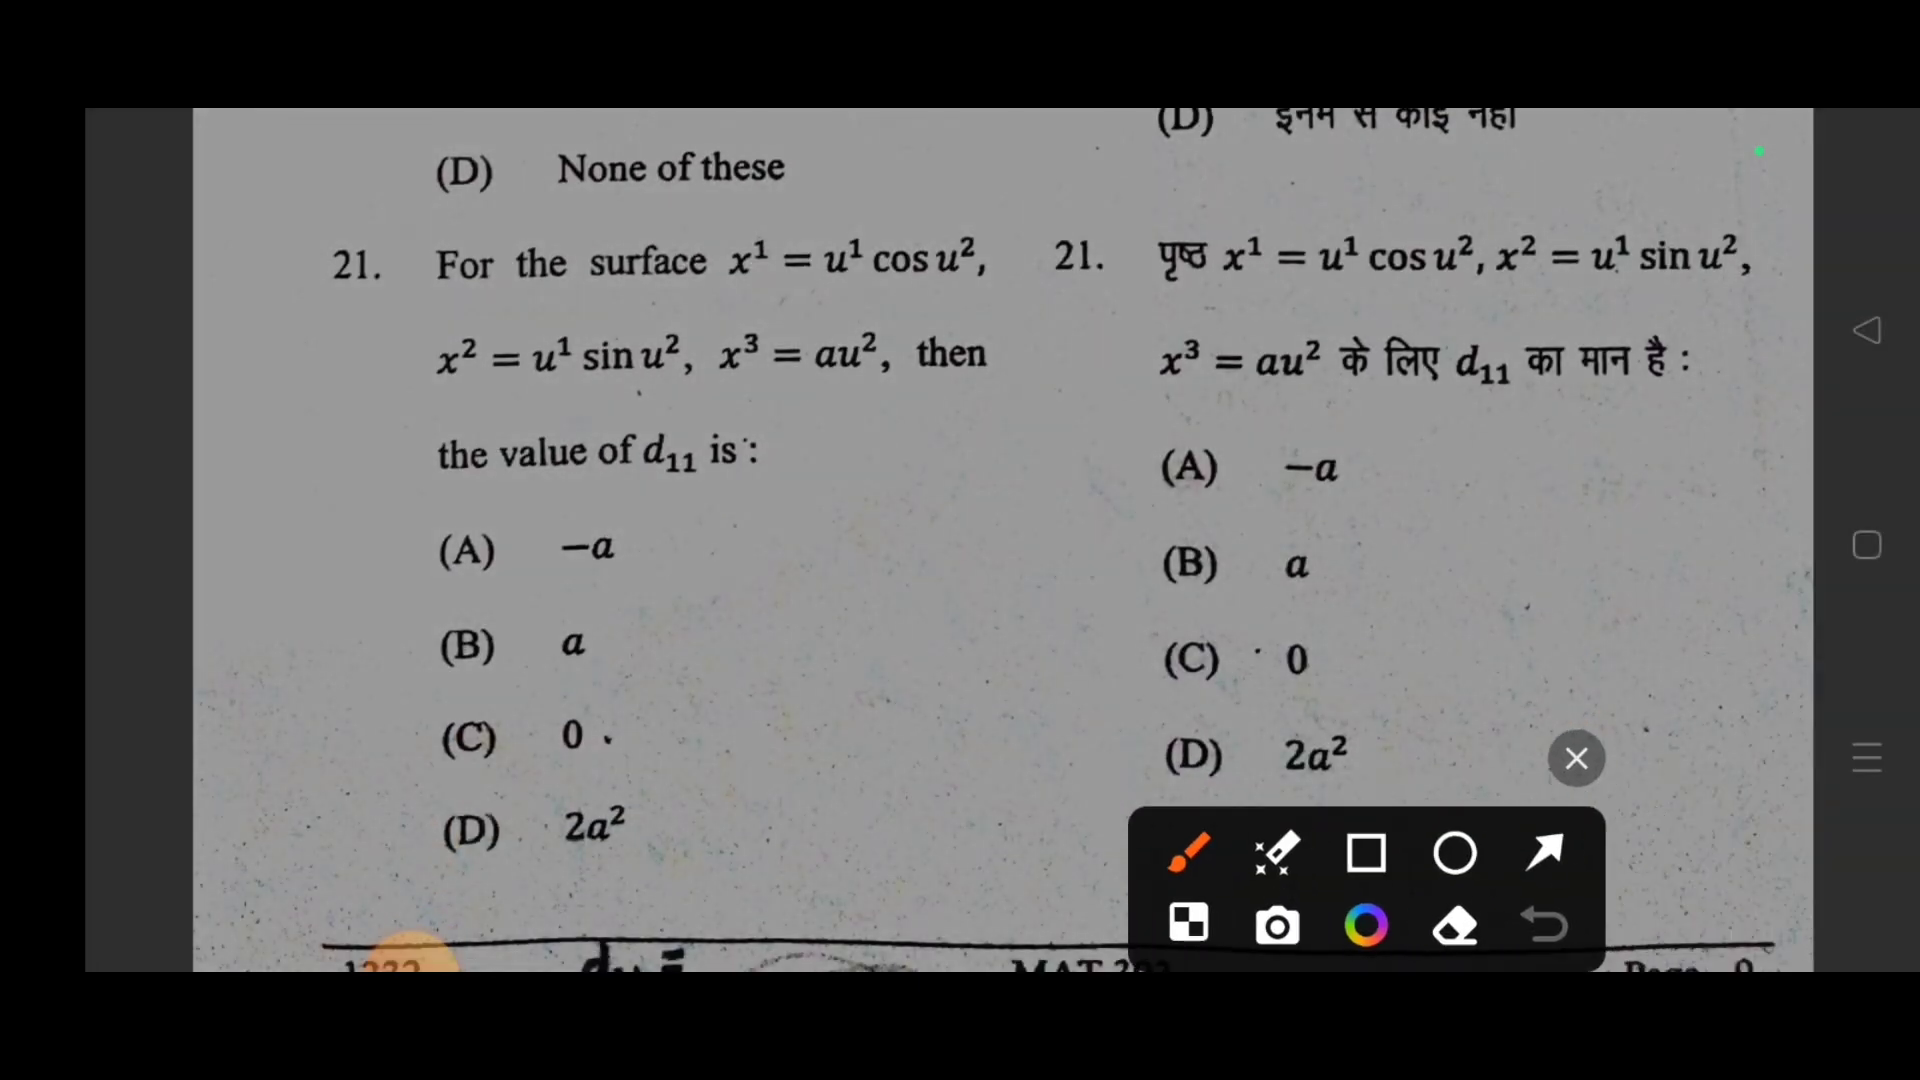 (D) None of these
21. For the surface x¹ = u¹ cos u²,
x² = u¹ sin u², x³ = au², then
the value of d₁₁ is :
(A) −a
(B) a
(C) 0
(D) 2a²
(D) इनमें से कोई नहीं
21. पृष्ठ x¹ = u¹ cos u², x² = u¹ sin u²,
x³ = au² के लिए d₁₁ का मान है :
(A) −a
(B) a
(C) 0
(D) 2a²